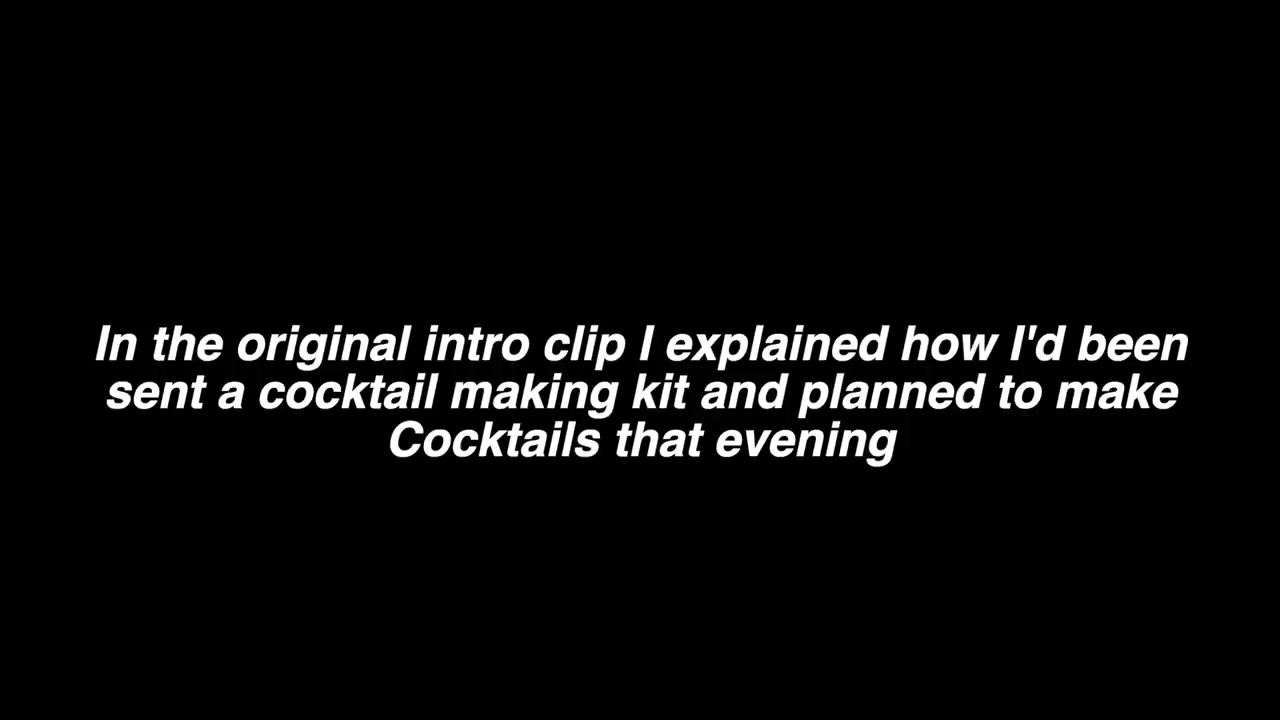 In the original intro clip I explained how I'd been
sent a cocktail making kit and planned to make
Cocktails that evening